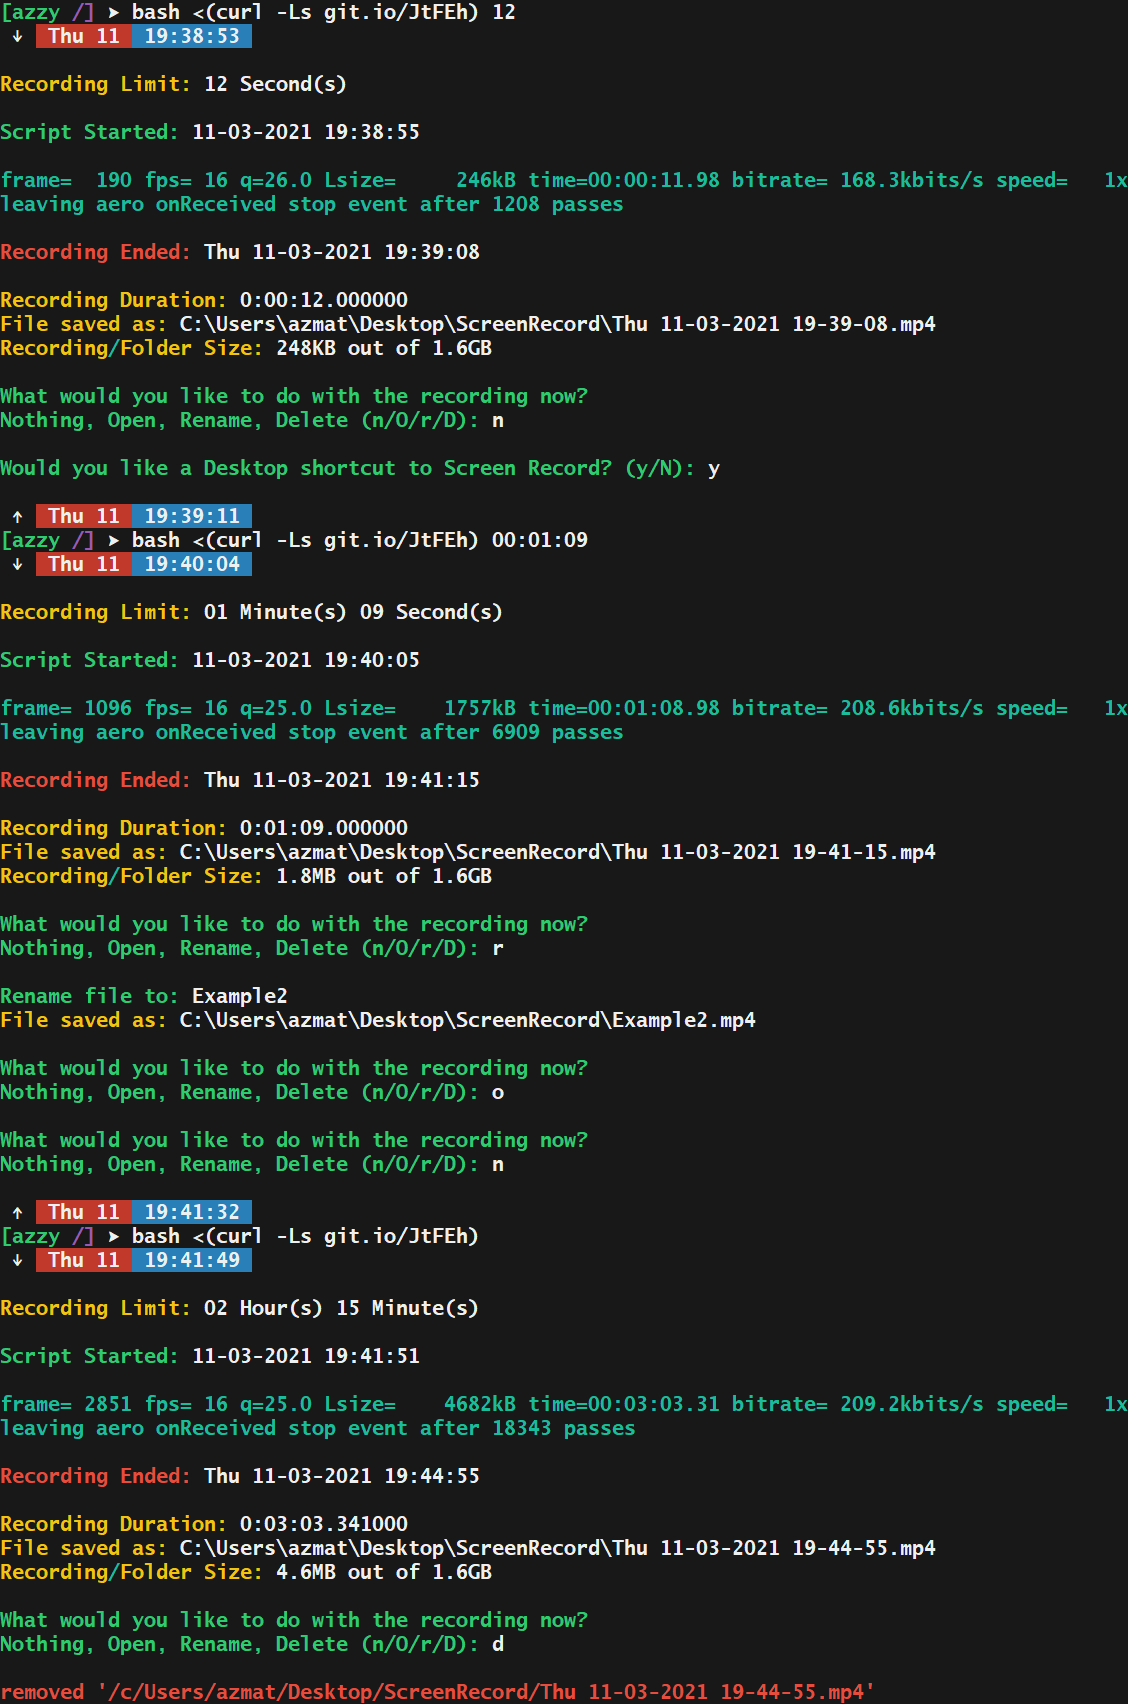 [azzy /] ➤ bash <(curl -Ls git.io/JtFEh) 12
↓ Thu 11 19:38:53
Recording Limit: 12 Second(s)
Script Started: 11-03-2021 19:38:55
frame=  190 fps= 16 q=26.0 Lsize=     246kB time=00:00:11.98 bitrate= 168.3kbits/s speed=   1x
leaving aero onReceived stop event after 1208 passes
Recording Ended: Thu 11-03-2021 19:39:08
Recording Duration: 0:00:12.000000
File saved as: C:\Users\azmat\Desktop\ScreenRecord\Thu 11-03-2021 19-39-08.mp4
Recording/Folder Size: 248KB out of 1.6GB
What would you like to do with the recording now?
Nothing, Open, Rename, Delete (n/O/r/D): n
Would you like a Desktop shortcut to Screen Record? (y/N): y
↑ Thu 11 19:39:11
[azzy /] ➤ bash <(curl -Ls git.io/JtFEh) 00:01:09
↓ Thu 11 19:40:04
Recording Limit: 01 Minute(s) 09 Second(s)
Script Started: 11-03-2021 19:40:05
frame= 1096 fps= 16 q=25.0 Lsize=    1757kB time=00:01:08.98 bitrate= 208.6kbits/s speed=   1x
leaving aero onReceived stop event after 6909 passes
Recording Ended: Thu 11-03-2021 19:41:15
Recording Duration: 0:01:09.000000
File saved as: C:\Users\azmat\Desktop\ScreenRecord\Thu 11-03-2021 19-41-15.mp4
Recording/Folder Size: 1.8MB out of 1.6GB
What would you like to do with the recording now?
Nothing, Open, Rename, Delete (n/O/r/D): r
Rename file to: Example2
File saved as: C:\Users\azmat\Desktop\ScreenRecord\Example2.mp4
What would you like to do with the recording now?
Nothing, Open, Rename, Delete (n/O/r/D): o
What would you like to do with the recording now?
Nothing, Open, Rename, Delete (n/O/r/D): n
↑ Thu 11 19:41:32
[azzy /] ➤ bash <(curl -Ls git.io/JtFEh)
↓ Thu 11 19:41:49
Recording Limit: 02 Hour(s) 15 Minute(s)
Script Started: 11-03-2021 19:41:51
frame= 2851 fps= 16 q=25.0 Lsize=    4682kB time=00:03:03.31 bitrate= 209.2kbits/s speed=   1x
leaving aero onReceived stop event after 18343 passes
Recording Ended: Thu 11-03-2021 19:44:55
Recording Duration: 0:03:03.341000
File saved as: C:\Users\azmat\Desktop\ScreenRecord\Thu 11-03-2021 19-44-55.mp4
Recording/Folder Size: 4.6MB out of 1.6GB
What would you like to do with the recording now?
Nothing, Open, Rename, Delete (n/O/r/D): d
removed '/c/Users/azmat/Desktop/ScreenRecord/Thu 11-03-2021 19-44-55.mp4'